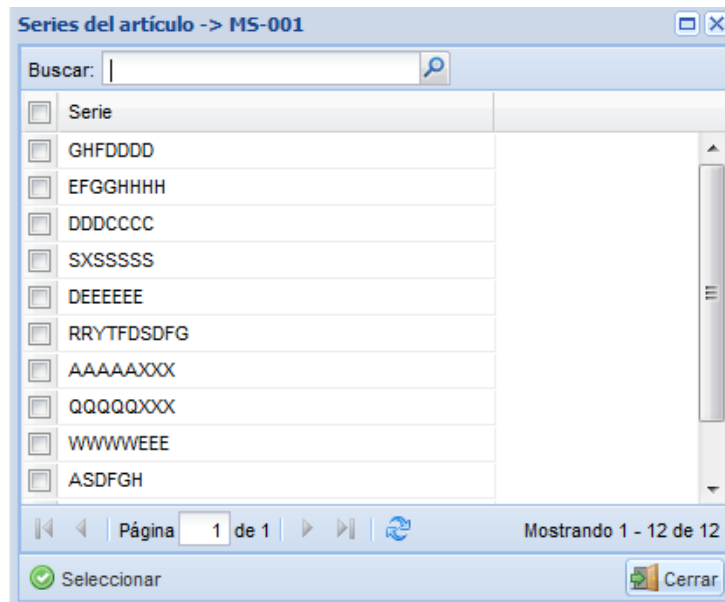 Series del artículo -> MS-001
Buscar:
Serie
GHFDDDD
EFGGHHHH
DDDCCCC
SXSSSSS
DEEEEEE
RRYTFDSDFG
AAAAAXXX
QQQQQXXX
WWWWEEE
ASDFGH
Página 1 de 1 Mostrando 1 - 12 de 12
Seleccionar Cerrar